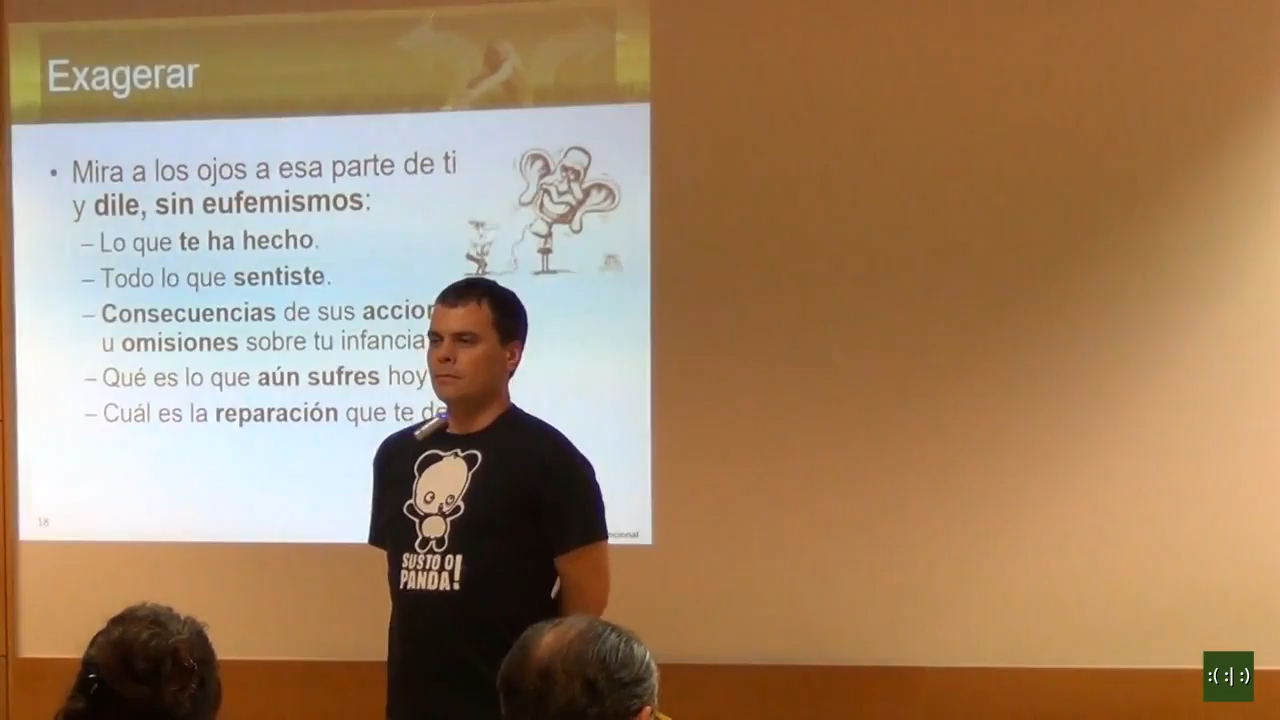 Exagerar
• Mira a los ojos a esa parte de ti
y dile, sin eufemismos:
– Lo que te ha hecho.
– Todo lo que sentiste.
– Consecuencias de sus
u omisiones sobre tu infancia
– Qué es lo que aún sufres hoy
– Cuál es la reparación que te
18
SUSTO O
PANDA!
:( :| :)